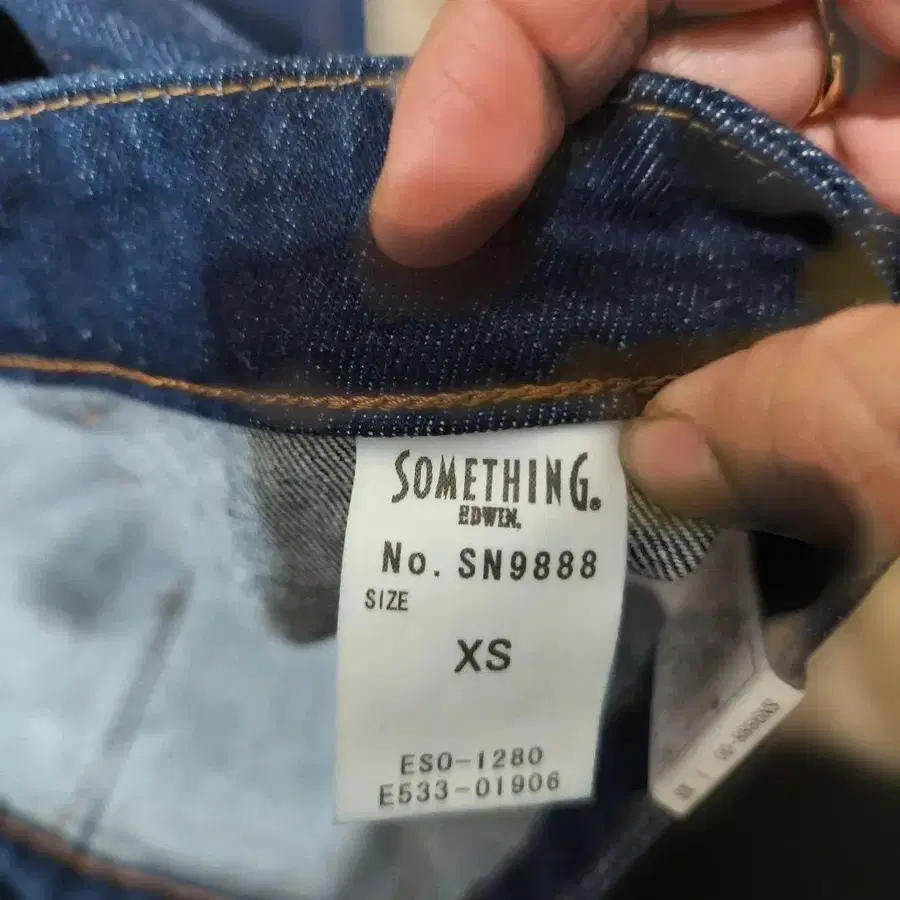 SOMETHING®
EDWIN.
No. SN9888
SIZE
XS
ESO-1280
E533-01906